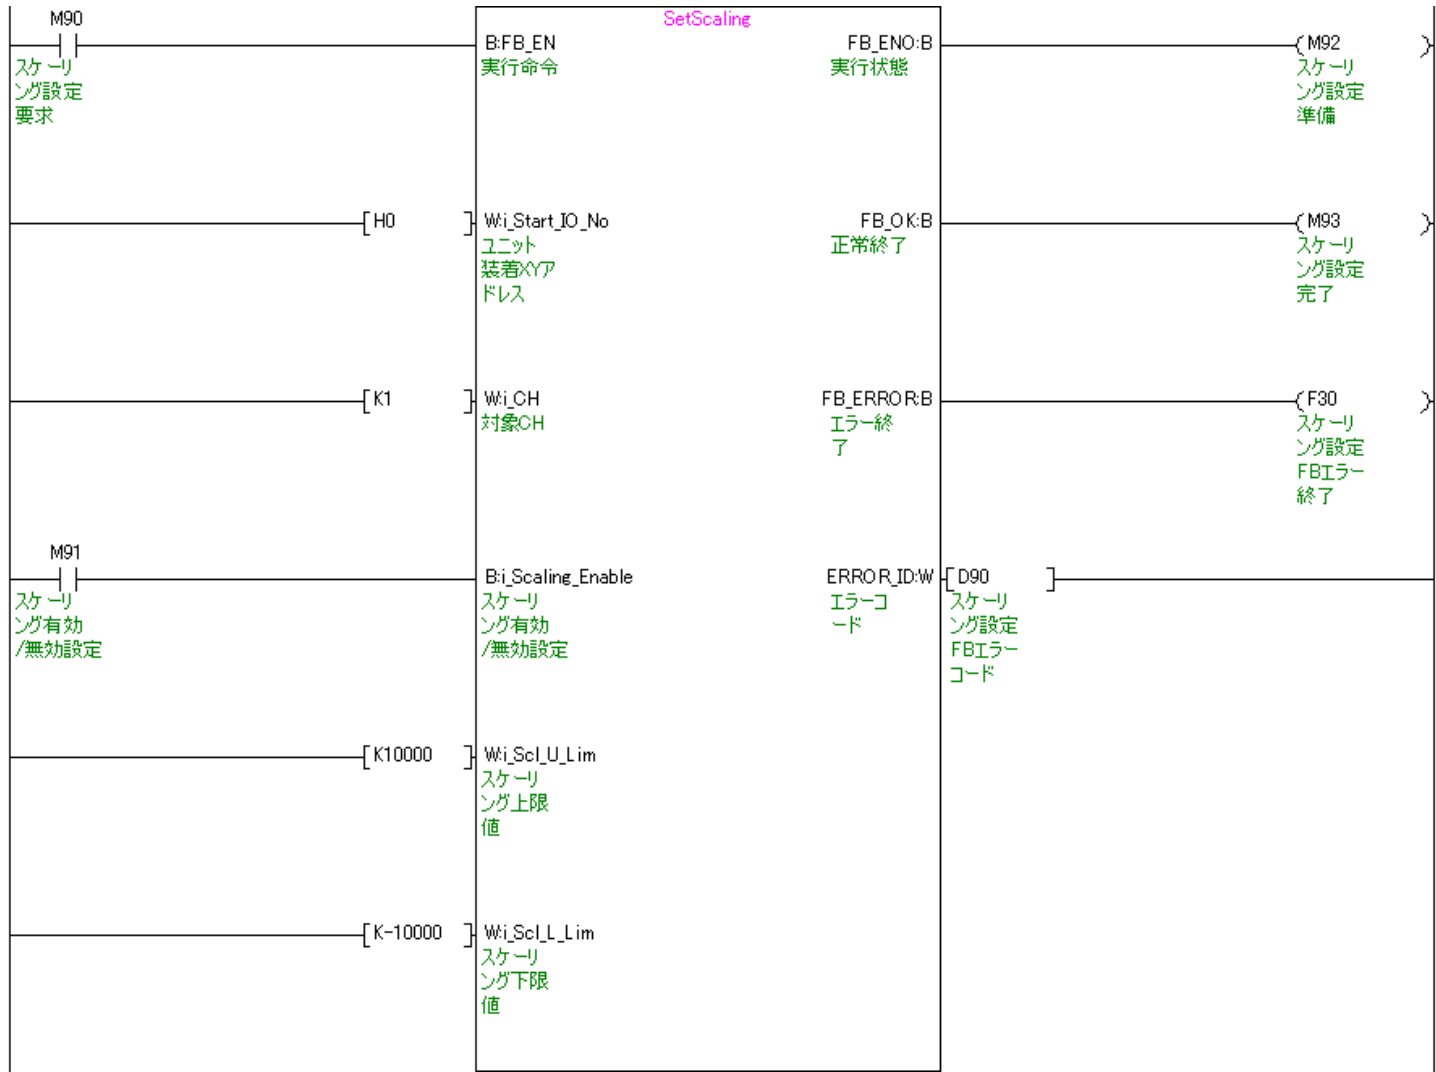 M90
SetScaling
B:FB_EN
FB_ENO:B
M92
スケーリ
ング設定
要求
実行命令
実行状態
スケーリ
ング設定
準備
H0
W:i_Start_IO_No
FB_OK:B
M93
ユニット
装着XYア
ドレス
正常終了
スケーリ
ング設定
完了
K1
W:i_CH
FB_ERROR:B
F30
対象CH
エラー終
了
スケーリ
ング設定
FBエラー
終了
M91
B:i_Scaling_Enable
ERROR_ID:W
D90
スケーリ
ング有効
/無効設定
スケーリ
ング有効
/無効設定
エラーコ
ード
スケーリ
ング設定
FBエラー
コード
K10000
W:i_Scl_U_Lim
スケーリ
ング上限
値
K-10000
W:i_Scl_L_Lim
スケーリ
ング下限
値